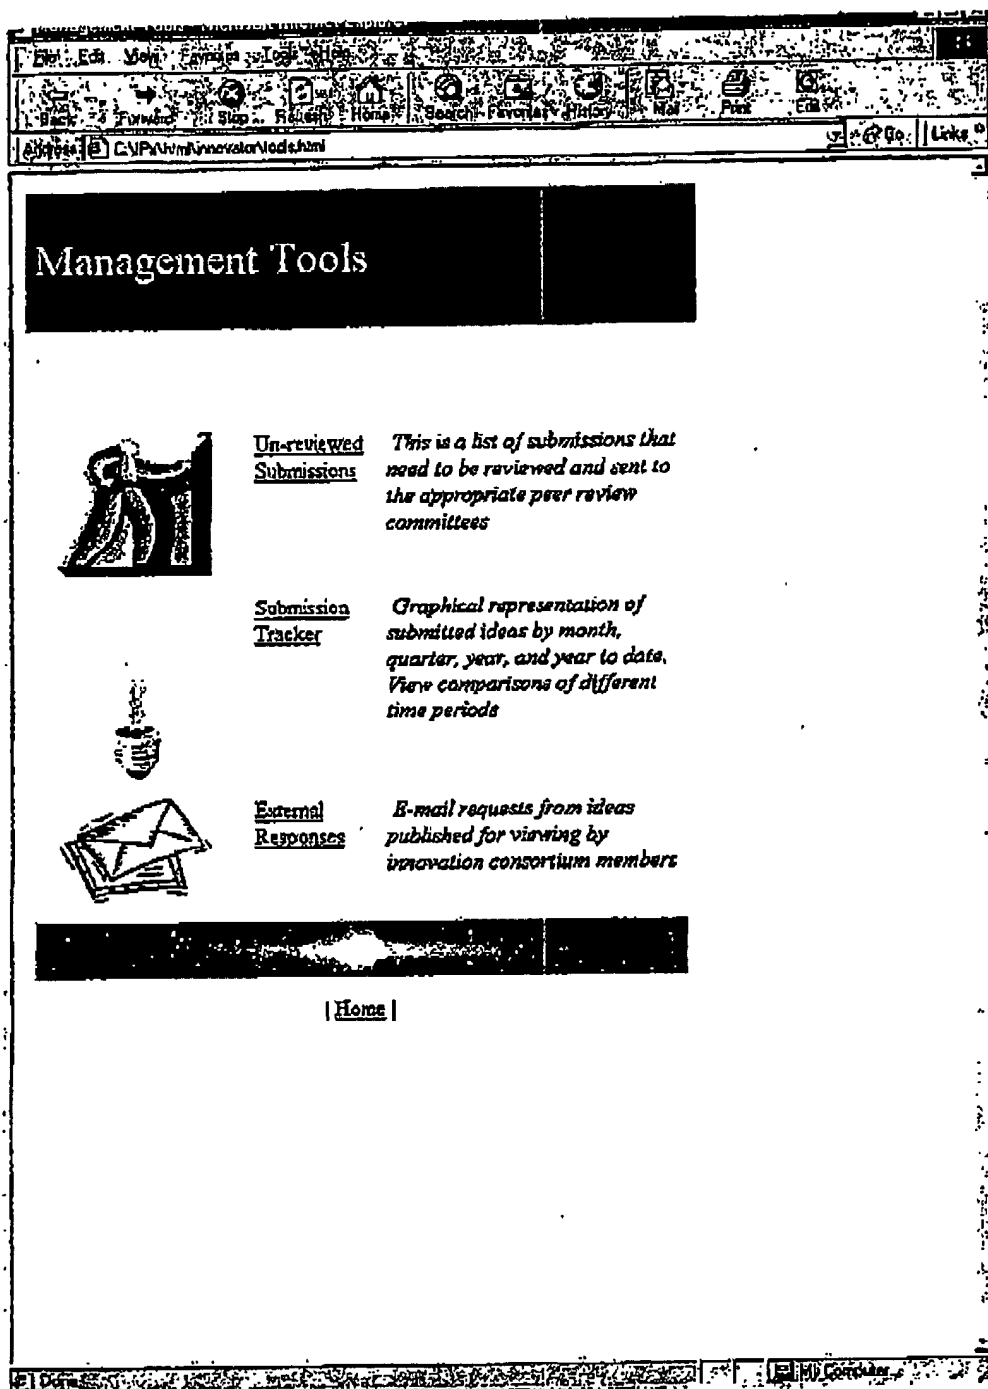 File Edit View Favorites Tools Help
Back Forward Stop Refresh Home Search Favorites History Mail Print Edit
Address Go Links
Management Tools
Un-reviewed This is a list of submissions that
Submissions need to be reviewed and sent to
the appropriate peer review
committees
Submission Graphical representation of
Tracker submitted ideas by month,
quarter, year, and year to date.
View comparisons of different
time periods
External E-mail requests from ideas
Responses published for viewing by
innovation consortium members
| Home |
Done My Computer